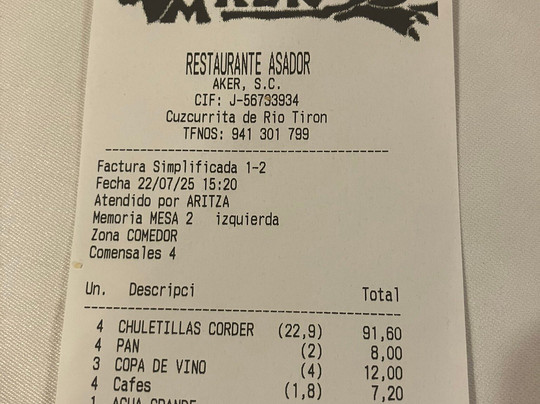 RESTAURANTE ASADOR
AKER, S.C.
CIF: J-56733934
Cuzcurrita de Rio Tiron
TFNOS: 941 301 799
Factura Simplificada 1-2
Fecha 22/07/25 15:20
Atendido por ARITZA
Memoria MESA 2 izquierda
Zona COMEDOR
Comensales 4
Un. Descripci Total
4 CHULETILLAS CORDER (22,9) 91,60
4 PAN (2) 8,00
3 COPA DE VINO (4) 12,00
4 Cafes (1,8) 7,20
1 AGUA GRANDE